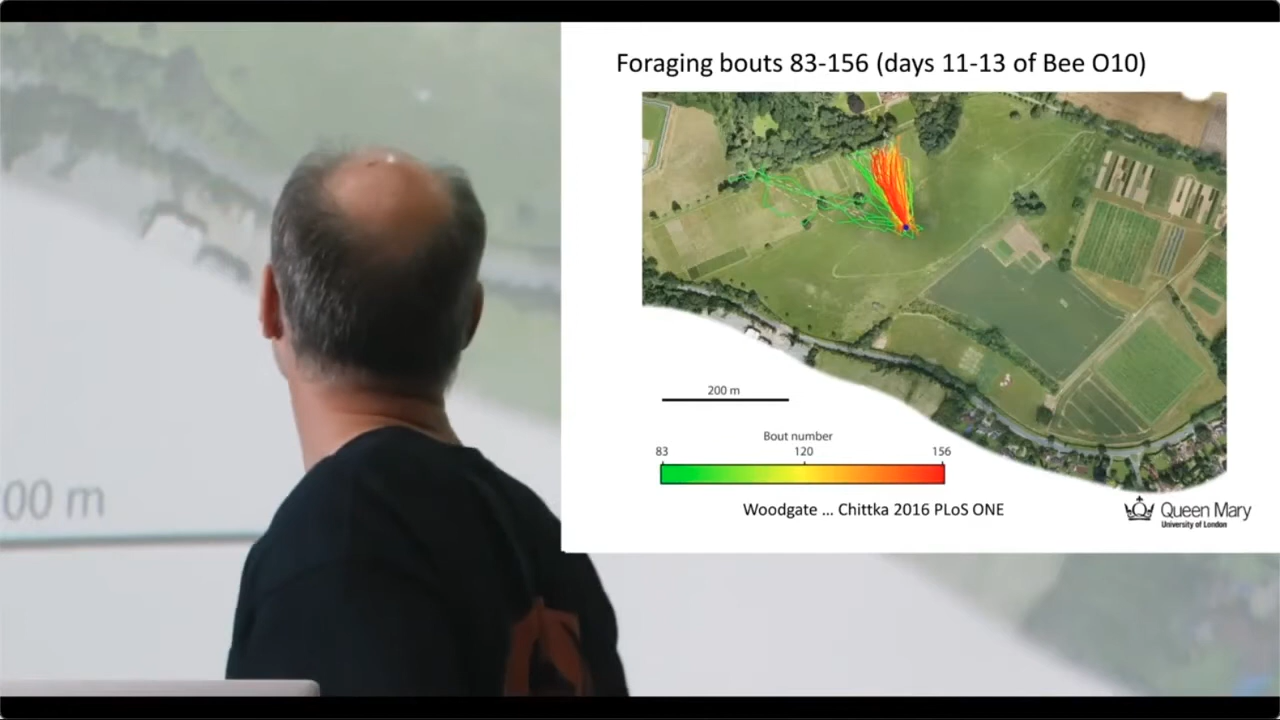 Foraging bouts 83-156 (days 11-13 of Bee O10)
200 m
Bout number
83 120 156
Woodgate ... Chittka 2016 PLoS ONE
Queen Mary
University of London
00 m